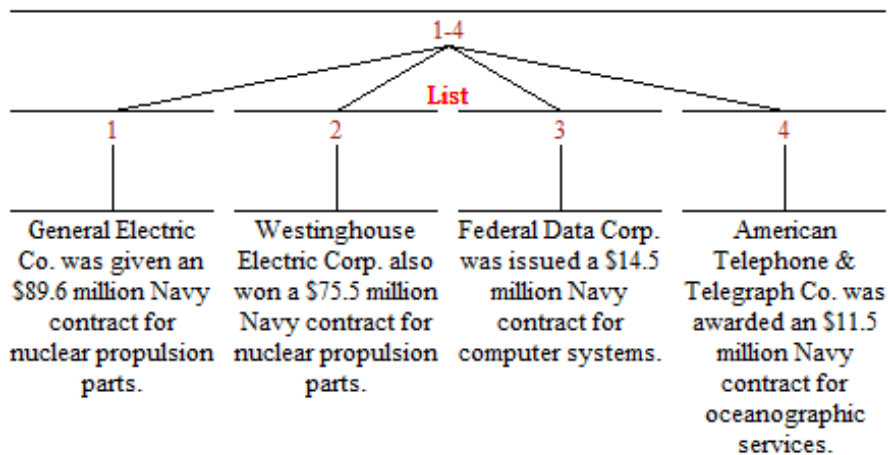 1-4
List
1
2
3
4
General Electric
Co. was given an
$89.6 million Navy
contract for
nuclear propulsion
parts.
Westinghouse
Electric Corp. also
won a $75.5 million
Navy contract for
nuclear propulsion
parts.
Federal Data Corp.
was issued a $14.5
million Navy
contract for
computer systems.
American
Telephone &
Telegraph Co. was
awarded an $11.5
million Navy
contract for
oceanographic
services.